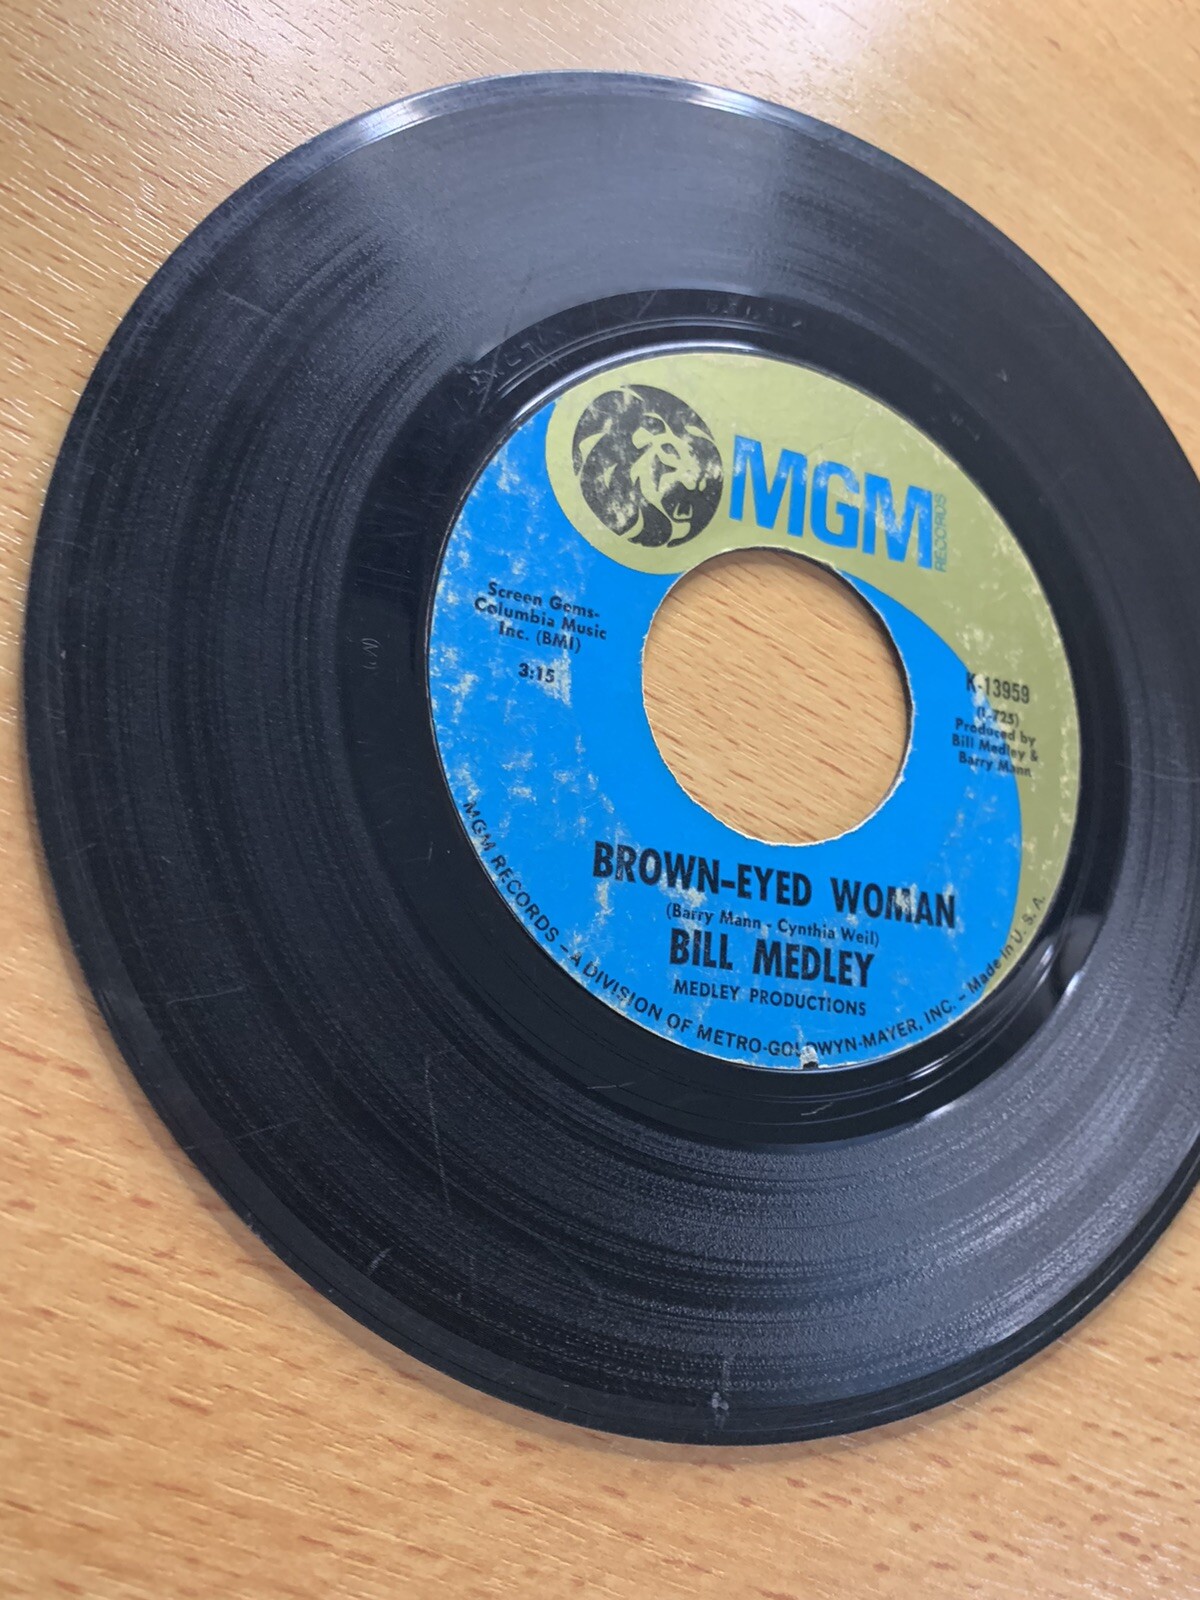 MGM
RECORDS
Screen Gems-
Columbia Music
Inc. (BMI)
3:15
K-13959
(L-725)
Produced by
Bill Medley &
Barry Mann
BROWN-EYED WOMAN
(Barry Mann - Cynthia Weil)
BILL MEDLEY
MEDLEY PRODUCTIONS
MGM RECORDS - A DIVISION OF METRO-GOLDWYN-MAYER, INC. - Made in U. S. A.